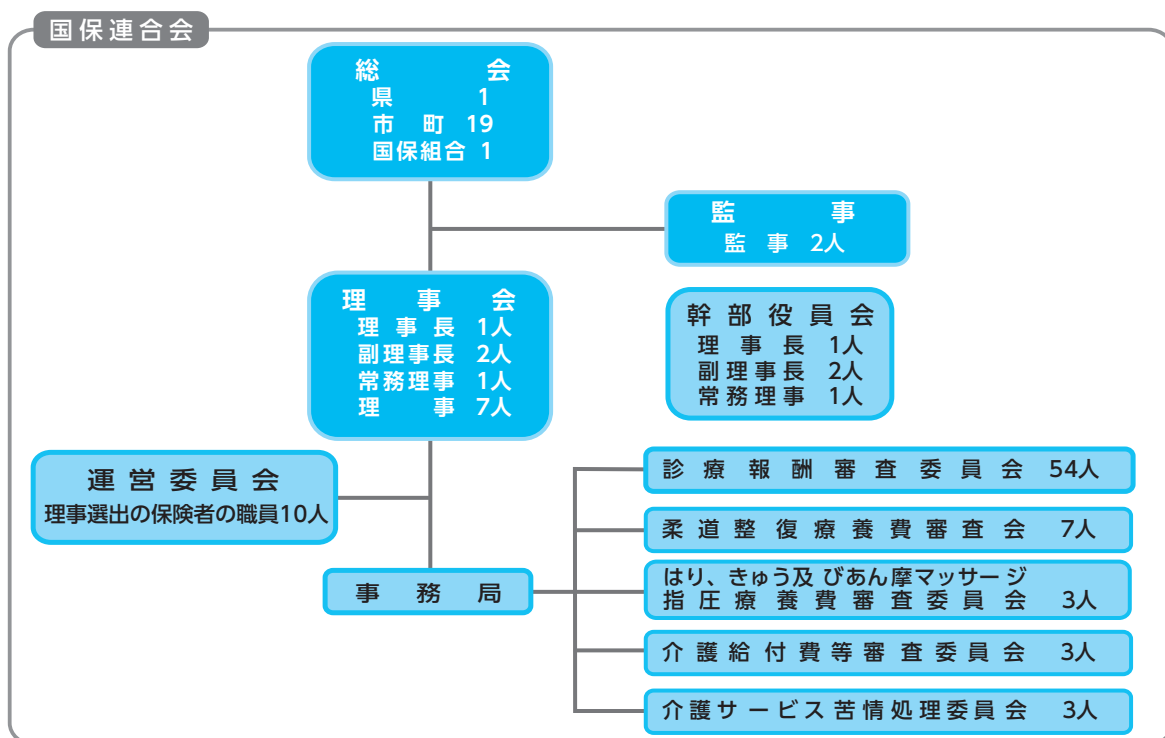 国保連合会
総会
県 1
市町 19
国保組合 1
監事
監事 2人
理事会
理事長 1人
副理事長 2人
常務理事 1人
理事 7人
幹部役員会
理事長 1人
副理事長 2人
常務理事 1人
運営委員会
理事選出の保険者の職員10人
事務局
診療報酬審査委員会 54人
柔道整復療養費審査会 7人
はり、きゅう及びあん摩マッサージ
指圧療養費審査委員会 3人
介護給付費等審査委員会 3人
介護サービス苦情処理委員会 3人